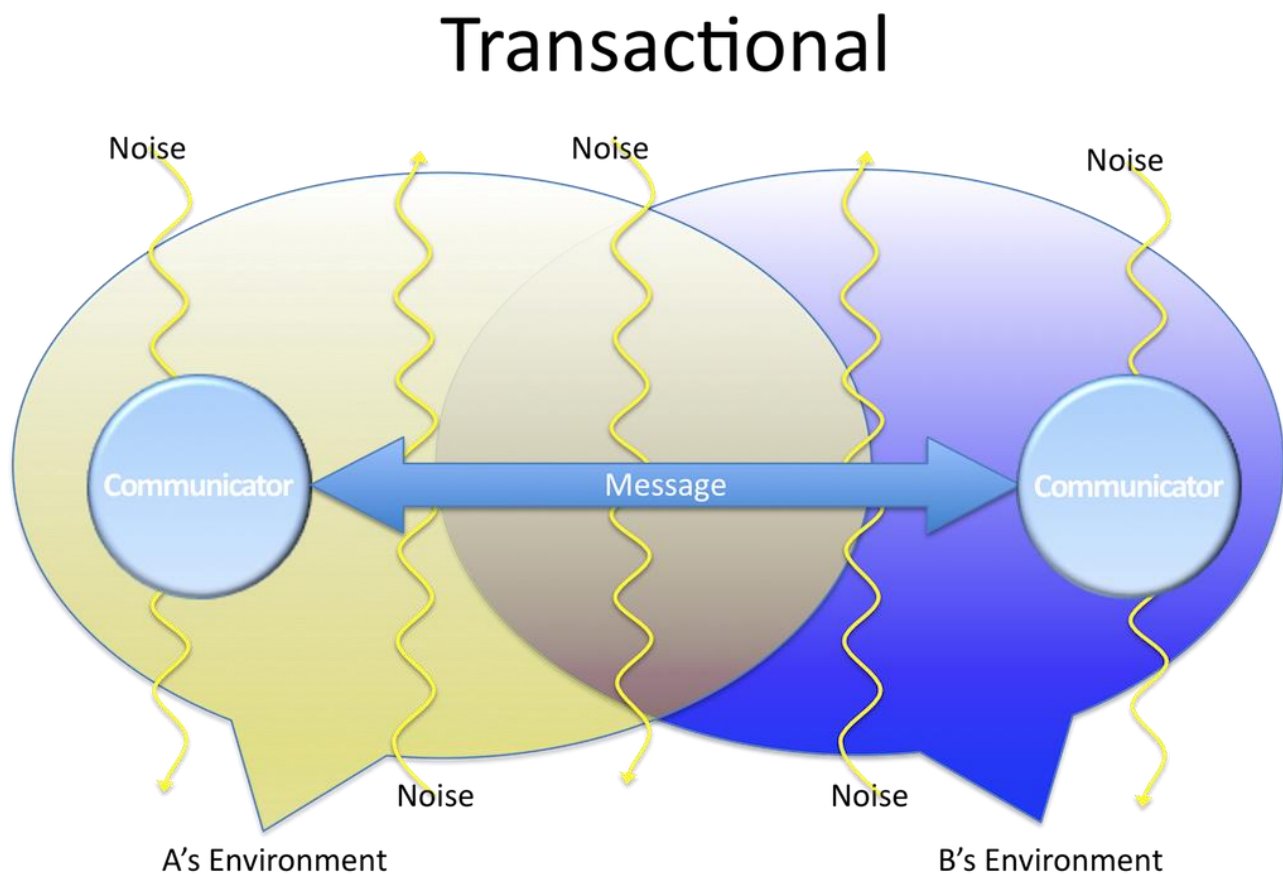 Transactional
Noise
Noise
Noise
Communicator
Message
Communicator
Noise
Noise
A's Environment
B's Environment